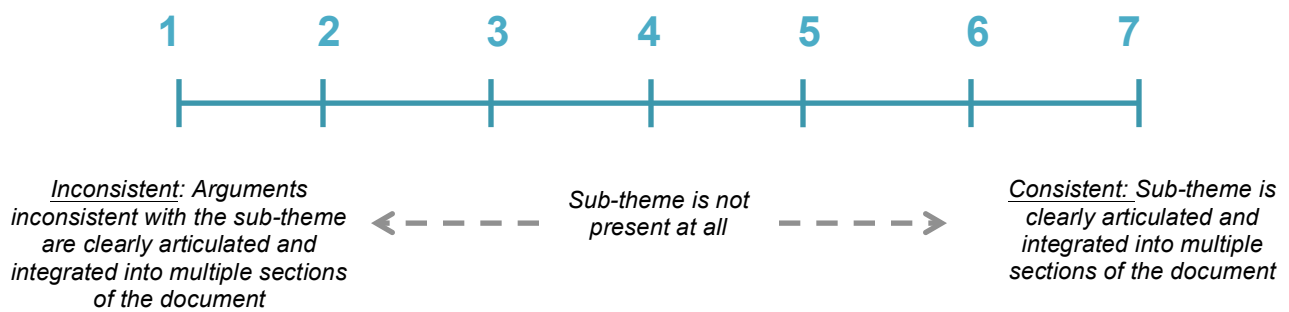 1 2 3 4 5 6 7
Inconsistent: Arguments
inconsistent with the sub-theme
are clearly articulated and
integrated into multiple sections
of the document
Sub-theme is not
present at all
Consistent: Sub-theme is
clearly articulated and
integrated into multiple
sections of the document